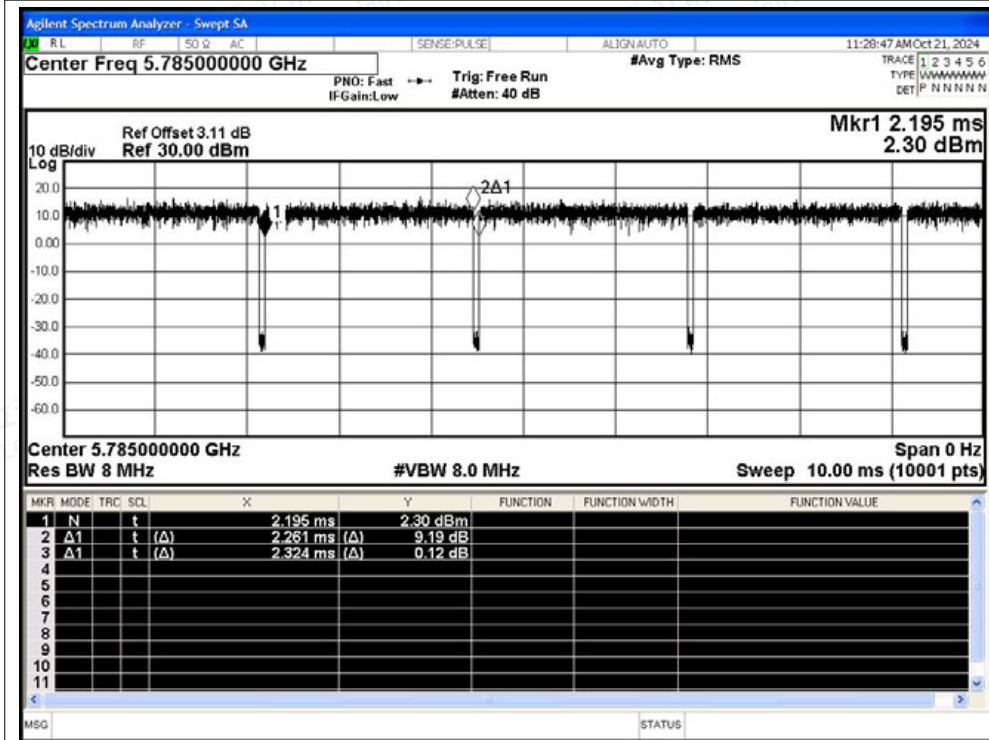 Agilent Spectrum Analyzer - Swept SA
LXI RL RF 50 Ω AC SENSE:PULSE ALIGN AUTO 11:28:47 AM Oct 21, 2024
Center Freq 5.785000000 GHz #Avg Type: RMS TRACE 1 2 3 4 5 6
PNO: Fast Trig: Free Run TYPE WWWWWW
IFGain:Low #Atten: 40 dB DET P N N N N N
Mkr1 2.195 ms
Ref Offset 3.11 dB
10 dB/div Ref 30.00 dBm 2.30 dBm
Log
20.0
2Δ1
10.0
1
0.00
-10.0
-20.0
-30.0
-40.0
-50.0
-60.0
Center 5.785000000 GHz Span 0 Hz
Res BW 8 MHz #VBW 8.0 MHz Sweep 10.00 ms (10001 pts)
MKR MODE TRC SCL X Y FUNCTION FUNCTION WIDTH FUNCTION VALUE
1 N t 2.195 ms 2.30 dBm
2 Δ1 t (Δ) 2.261 ms (Δ) 9.19 dB
3 Δ1 t (Δ) 2.324 ms (Δ) 0.12 dB
4
5
6
7
8
9
10
11
MSG STATUS